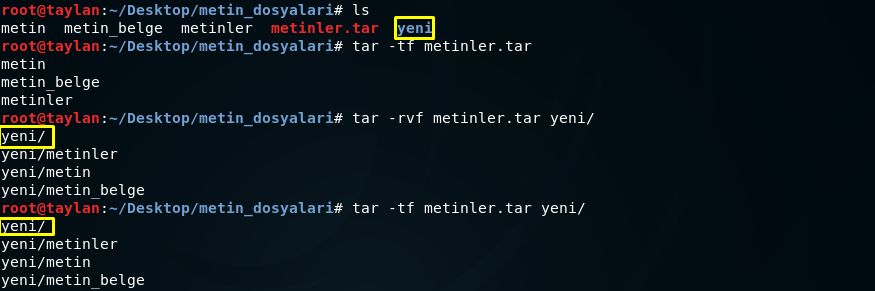 root@taylan:~/Desktop/metin_dosyalari# ls
metin  metin_belge  metinler  metinler.tar  yeni
root@taylan:~/Desktop/metin_dosyalari# tar -tf metinler.tar
metin
metin_belge
metinler
root@taylan:~/Desktop/metin_dosyalari# tar -rvf metinler.tar yeni/
yeni/
yeni/metinler
yeni/metin
yeni/metin_belge
root@taylan:~/Desktop/metin_dosyalari# tar -tf metinler.tar yeni/
yeni/
yeni/metinler
yeni/metin
yeni/metin_belge